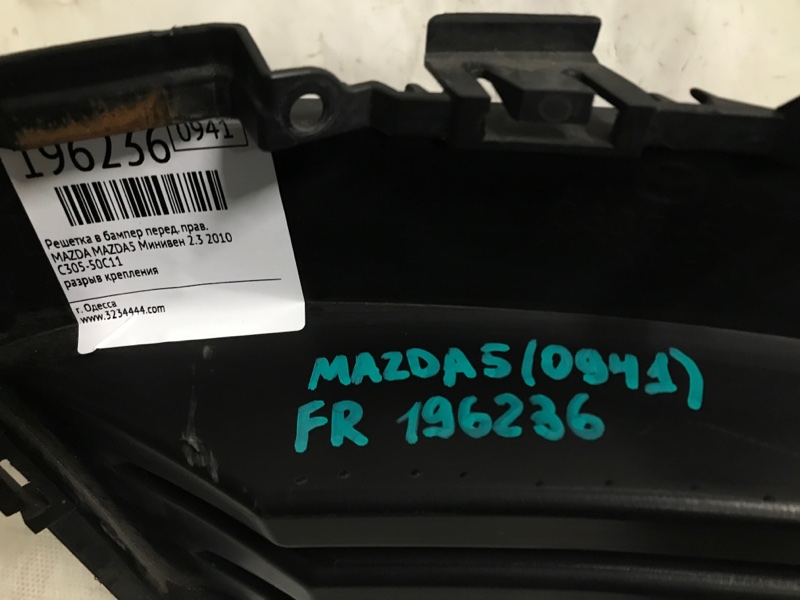 196236 0941
Решетка в бампер перед. прав.
MAZDA MAZDA5 Минивен 2.3 2010
C305-50C11
разрыв крепления
г. Одесса
www.3234444.com
MAZDA5(0941)
FR 196236